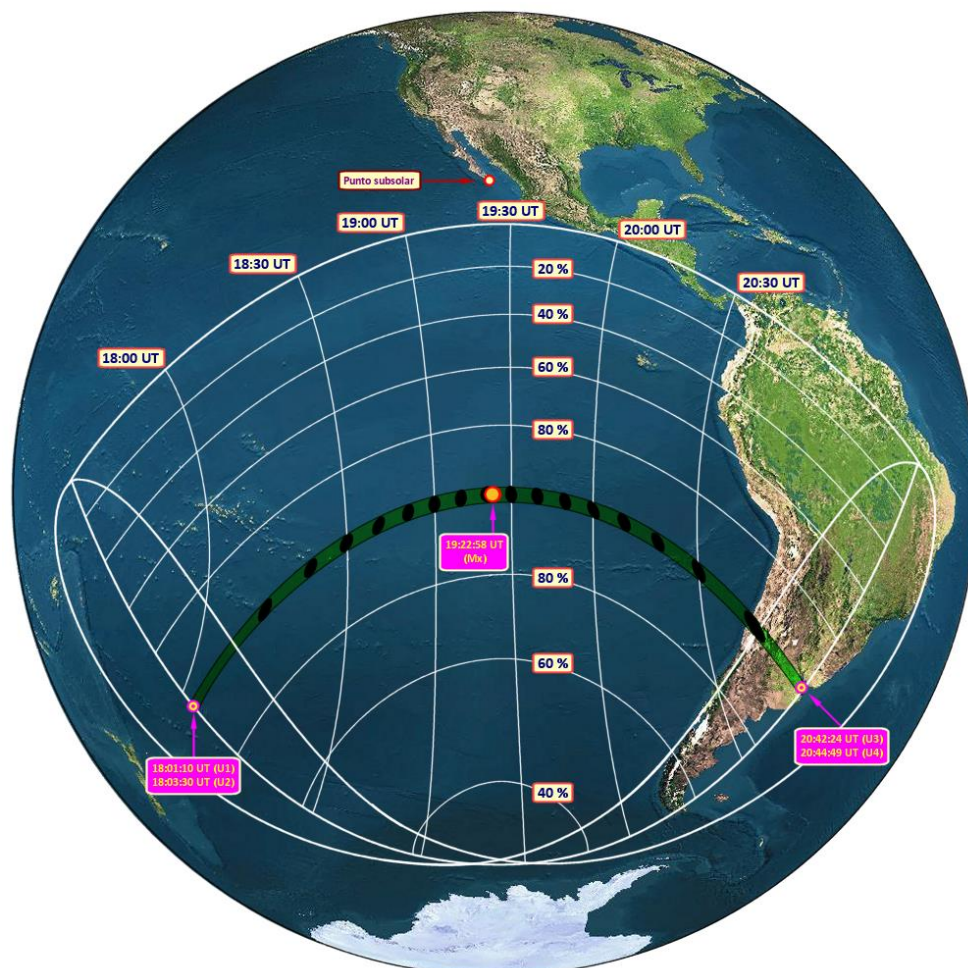 Punto subsolar
19:30 UT
19:00 UT
20:00 UT
18:30 UT
20 %
20:30 UT
40 %
18:00 UT
60 %
80 %
19:22:58 UT
(Mx)
80 %
60 %
20:42:24 UT (U3)
20:44:49 UT (U4)
18:01:10 UT (U1)
18:03:30 UT (U2)
40 %